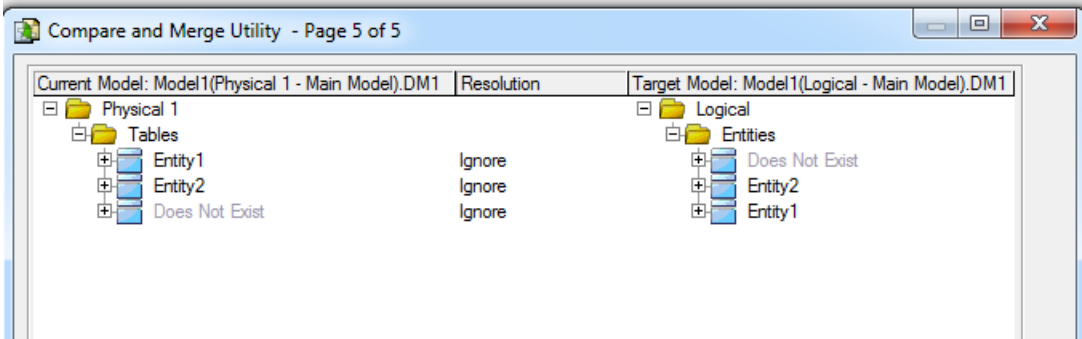 Compare and Merge Utility - Page 5 of 5
Current Model: Model1(Physical 1 - Main Model).DM1 Resolution Target Model: Model1(Logical - Main Model).DM1
Physical 1 Logical
Tables Entities
Entity1 Ignore Does Not Exist
Entity2 Ignore Entity2
Does Not Exist Ignore Entity1